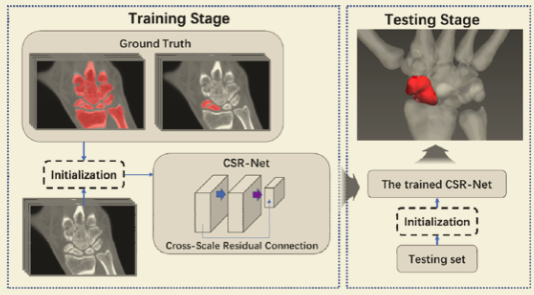 Training Stage
Ground Truth
Initialization
CSR-Net
Cross-Scale Residual Connection
Testing Stage
The trained CSR-Net
Initialization
Testing set